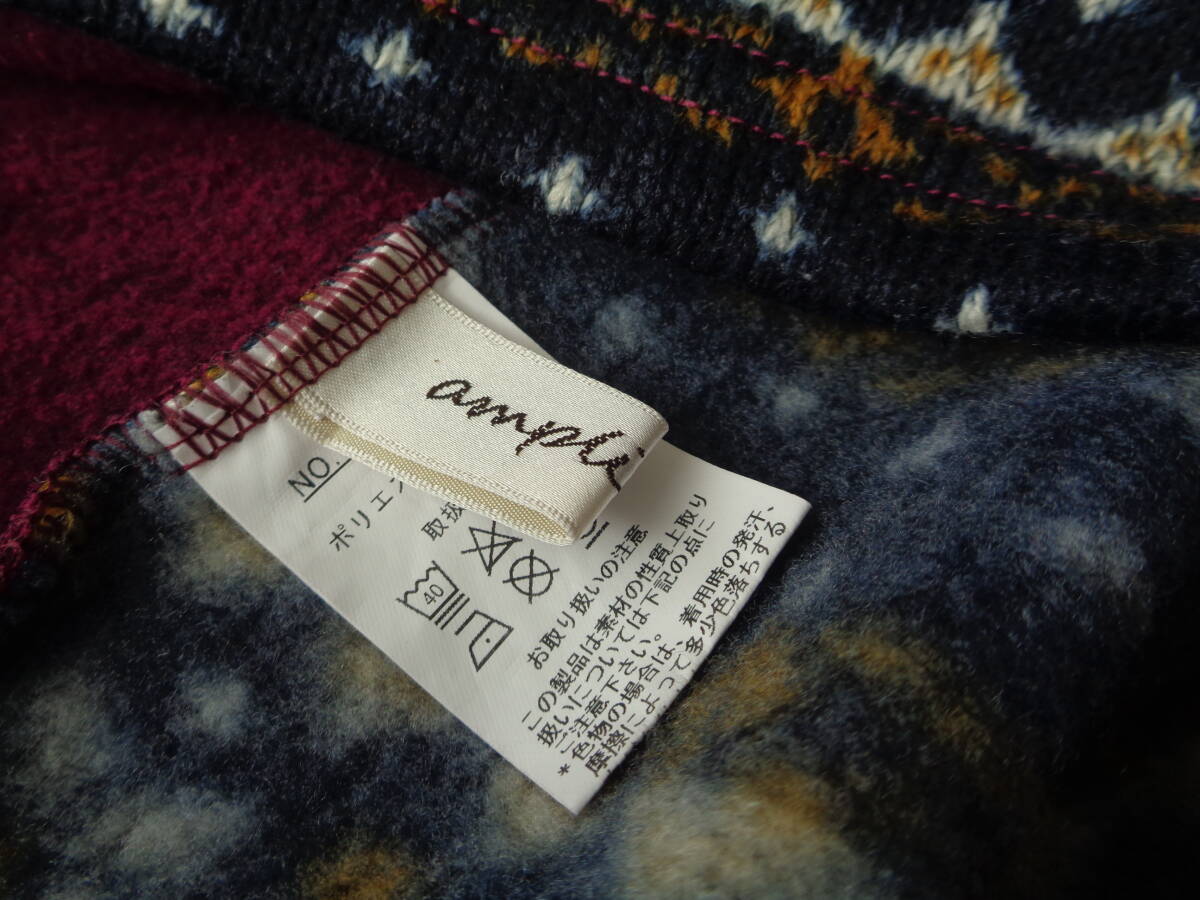 ampli
NO.
ポリエ
取扱
40
お取り扱いの注意
この製品は素材の性質上取り
扱いについては下記の点に
ご注意下さい。
*色物の場合は、着用時の発汗、
摩擦によって多少色落ちする